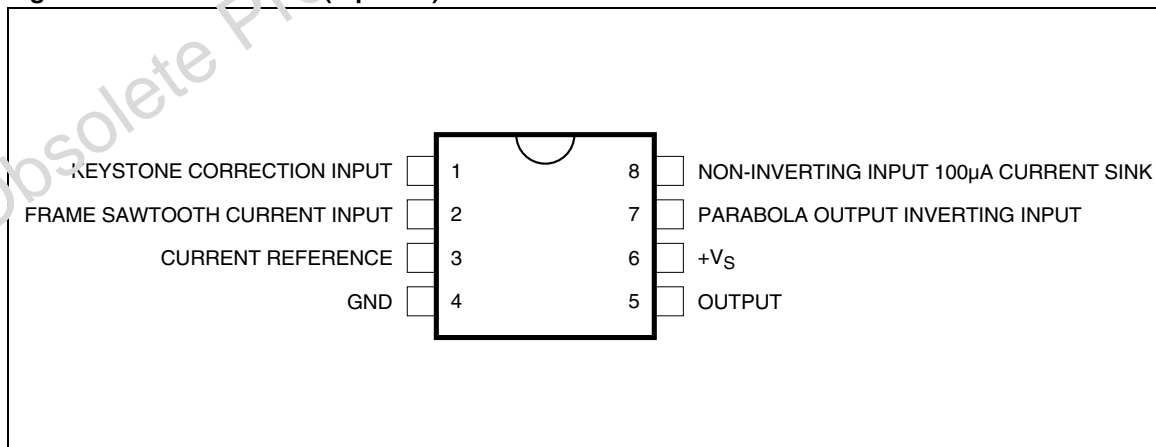 KEYSTONE CORRECTION INPUT 1 8 NON-INVERTING INPUT 100µA CURRENT SINK
FRAME SAWTOOTH CURRENT INPUT 2 7 PARABOLA OUTPUT INVERTING INPUT
CURRENT REFERENCE 3 6 +VS
GND 4 5 OUTPUT
Obsolete